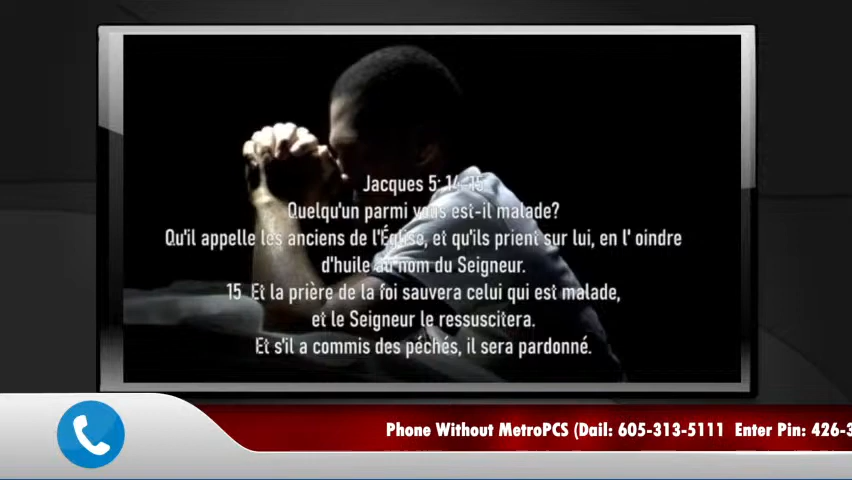 Jacques 5: 14-15
Quelqu'un parmi vous est-il malade?
Qu'il appelle les anciens de l'Église, et qu'ils prient sur lui, en l' oindre
d'huile au nom du Seigneur.
15 Et la prière de la foi sauvera celui qui est malade,
et le Seigneur le ressuscitera.
Et s'il a commis des péchés, il sera pardonné.
Phone Without MetroPCS (Dail: 605-313-5111 Enter Pin: 426-3